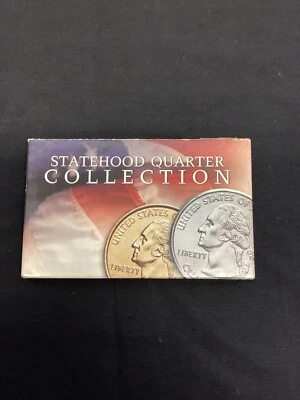 STATEHOOD QUARTER
COLLECTION
UNITED STATES OF
LIBERTY
UNITED STATES O
LIBERTY